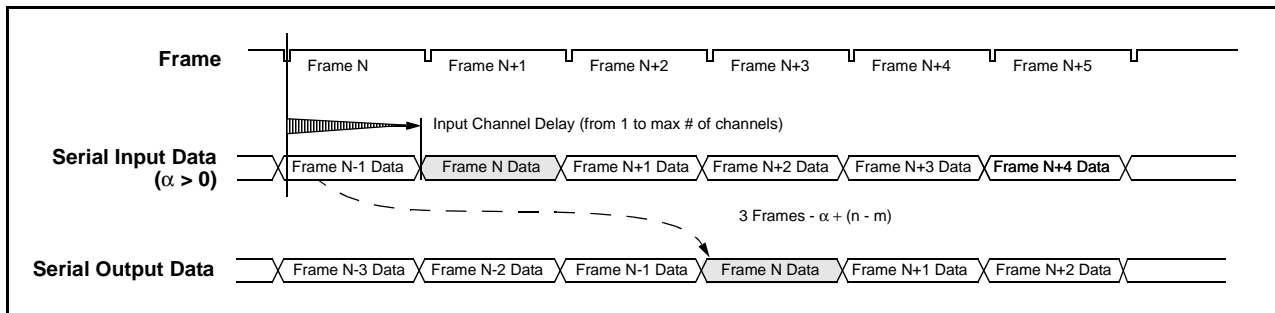 Frame
Frame N Frame N+1 Frame N+2 Frame N+3 Frame N+4 Frame N+5
Input Channel Delay (from 1 to max # of channels)
Serial Input Data
(α > 0)
Frame N-1 Data Frame N Data Frame N+1 Data Frame N+2 Data Frame N+3 Data Frame N+4 Data
3 Frames - α + (n - m)
Serial Output Data
Frame N-3 Data Frame N-2 Data Frame N-1 Data Frame N Data Frame N+1 Data Frame N+2 Data